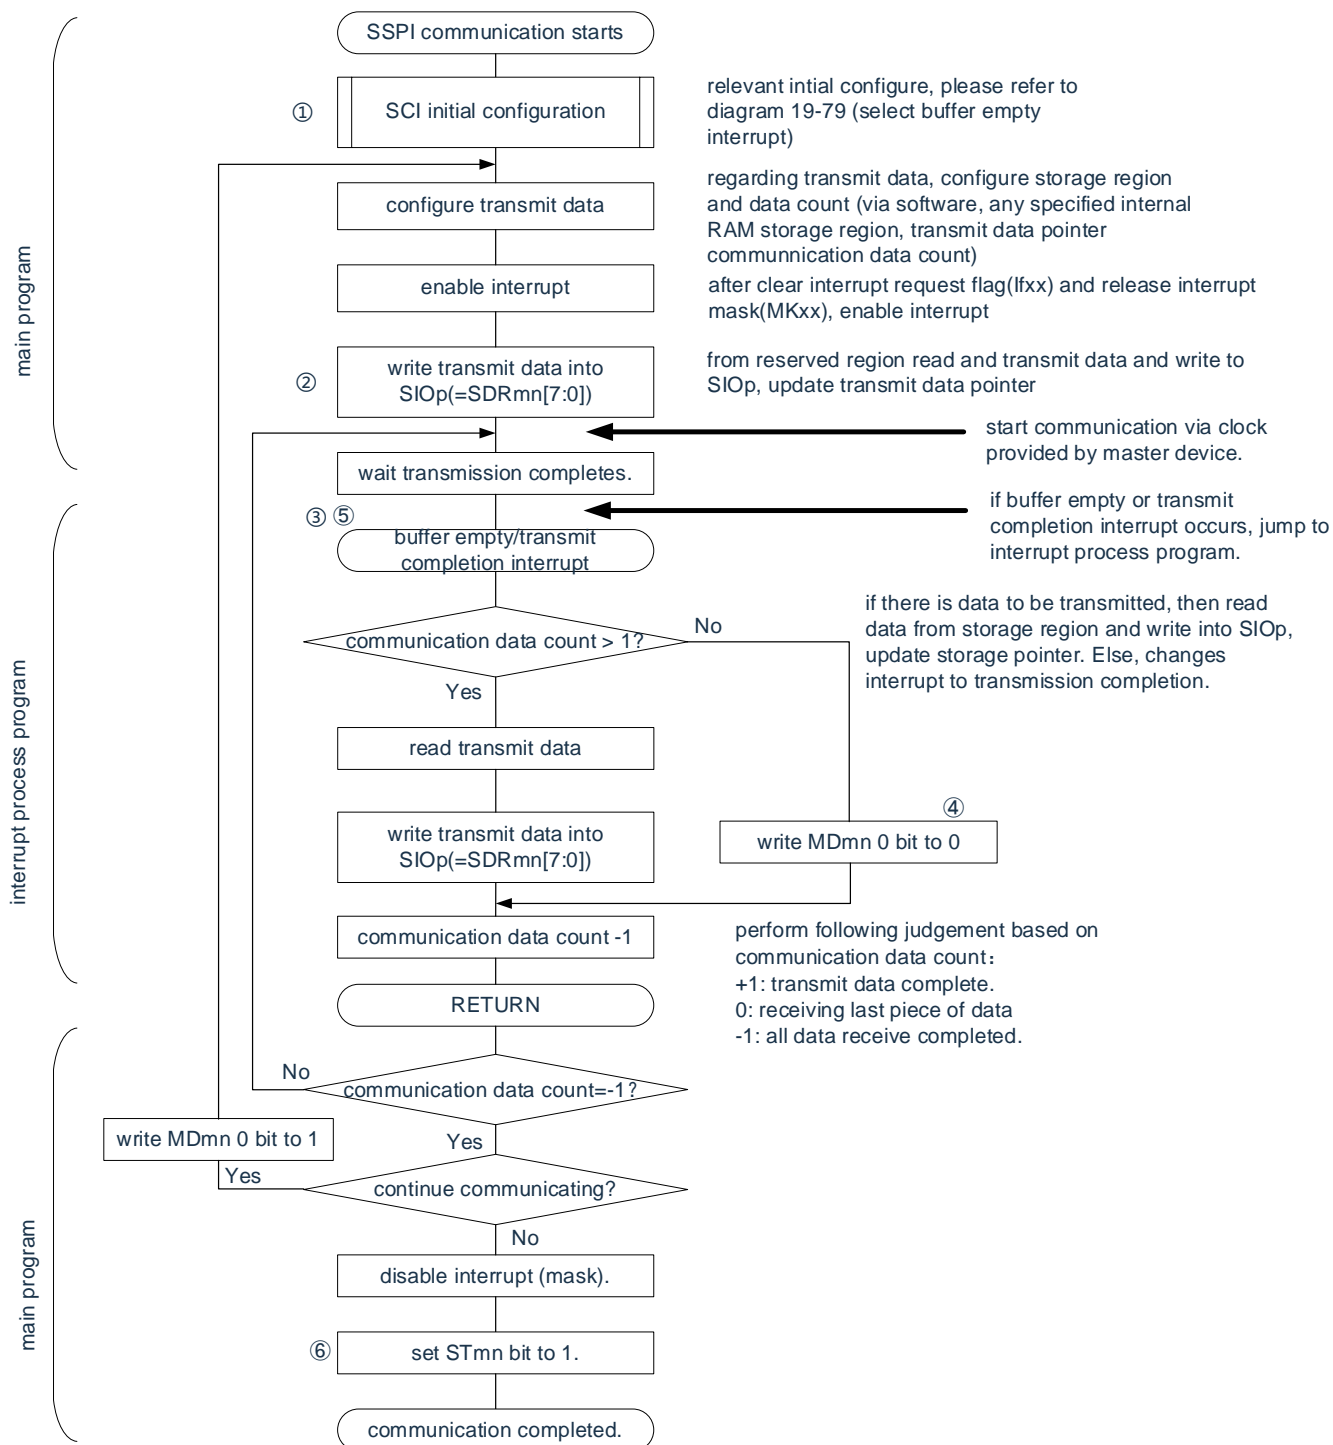 SSPI communication starts
①
SCI initial configuration
relevant intial configure, please refer to
diagram 19-79 (select buffer empty
interrupt)
configure transmit data
regarding transmit data, configure storage region
and data count (via software, any specified internal
RAM storage region, transmit data pointer
communnication data count)
enable interrupt
after clear interrupt request flag(Ifxx) and release interrupt
mask(MKxx), enable interrupt
main program
②
write transmit data into
SIOp(=SDRmn[7:0])
from reserved region read and transmit data and write to
SIOp, update transmit data pointer
start communication via clock
provided by master device.
wait transmission completes.
③ ⑤
if buffer empty or transmit
completion interrupt occurs, jump to
interrupt process program.
buffer empty/transmit
completion interrupt
communication data count > 1?
No
Yes
if there is data to be transmitted, then read
data from storage region and write into SIOp,
update storage pointer. Else, changes
interrupt to transmission completion.
interrupt process program
read transmit data
write transmit data into
SIOp(=SDRmn[7:0])
④
write MDmn 0 bit to 0
communication data count -1
perform following judgement based on
communication data count：
+1: transmit data complete.
0: receiving last piece of data
-1: all data receive completed.
RETURN
No
communication data count=-1?
write MDmn 0 bit to 1
Yes
Yes
continue communicating?
No
main program
disable interrupt (mask).
⑥
set STmn bit to 1.
communication completed.